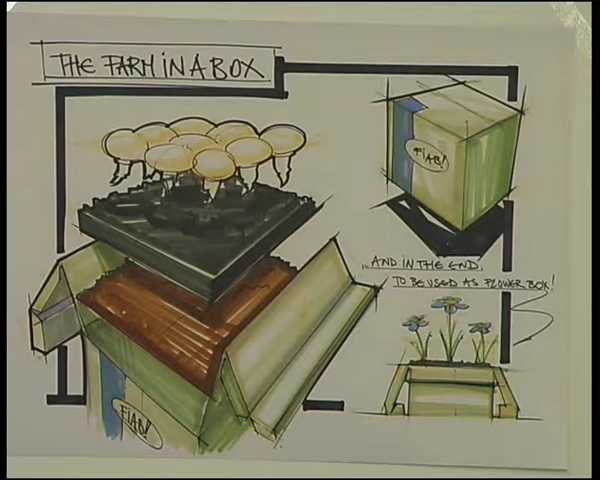 THE FARM IN A BOX
FIAB!
...AND IN THE END,
TO BE USED AS FLOWER BOX!
FIAB!